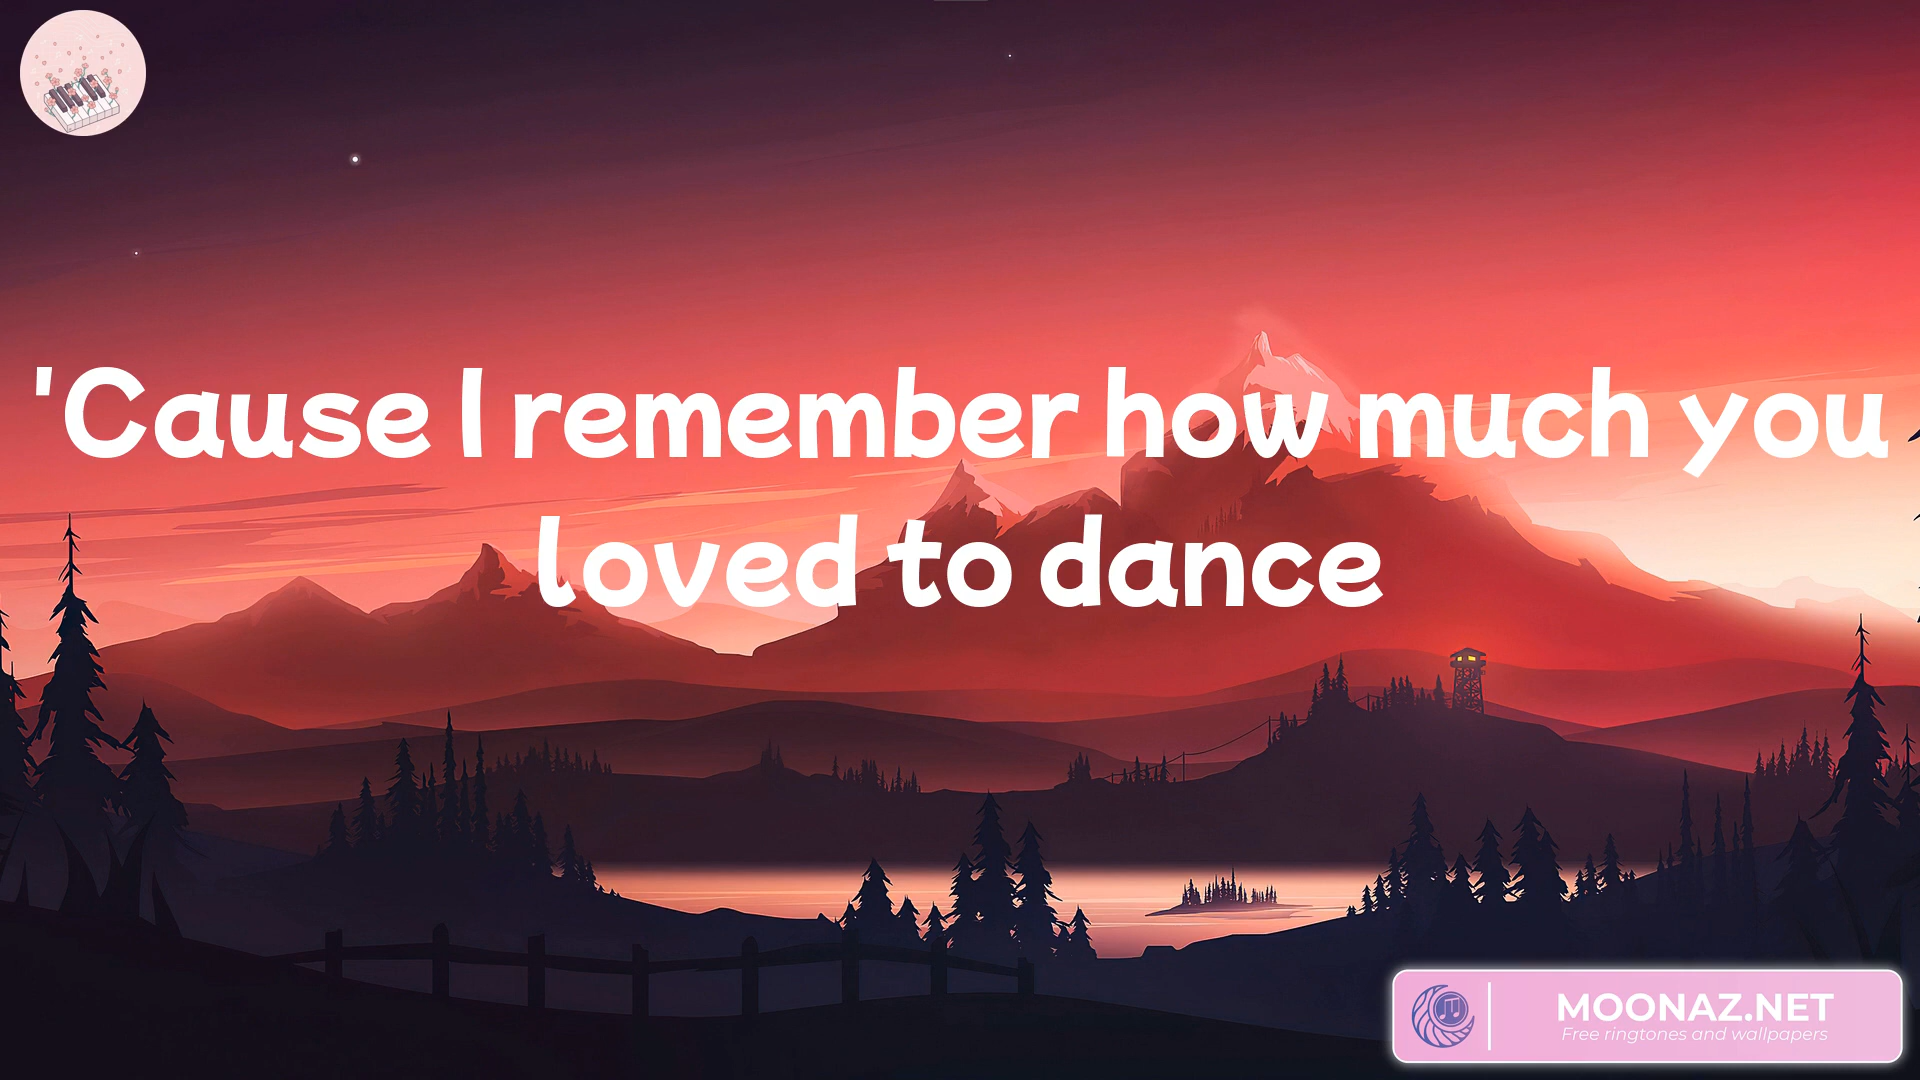 'Cause I remember how much you
loved to dance
MOONAZ.NET
Free ringtones and wallpapers